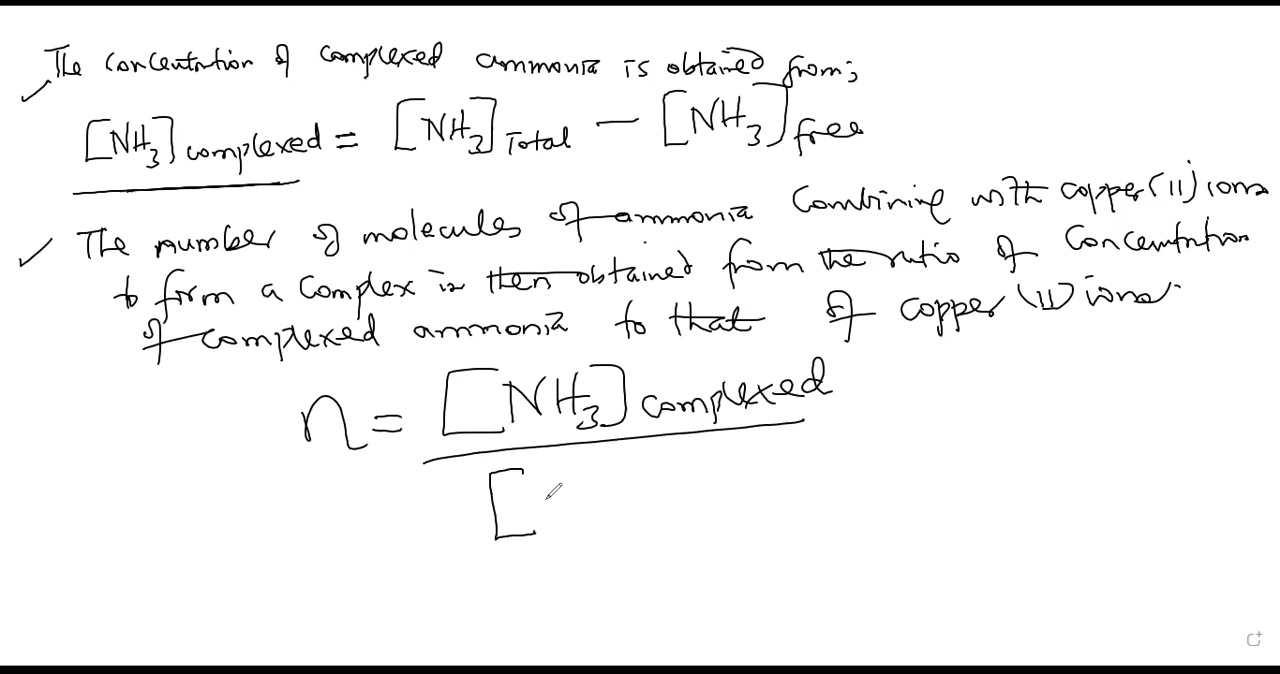 The concentration of complexed ammonia is obtained from;
[NH₃]complexed = [NH₃]Total − [NH₃]free
The number of molecules of ammonia combining with copper(II) ions
to form a complex is then obtained from the ratio of concentration
of complexed ammonia to that of copper (II) ions.
n = [NH₃]complexed
[